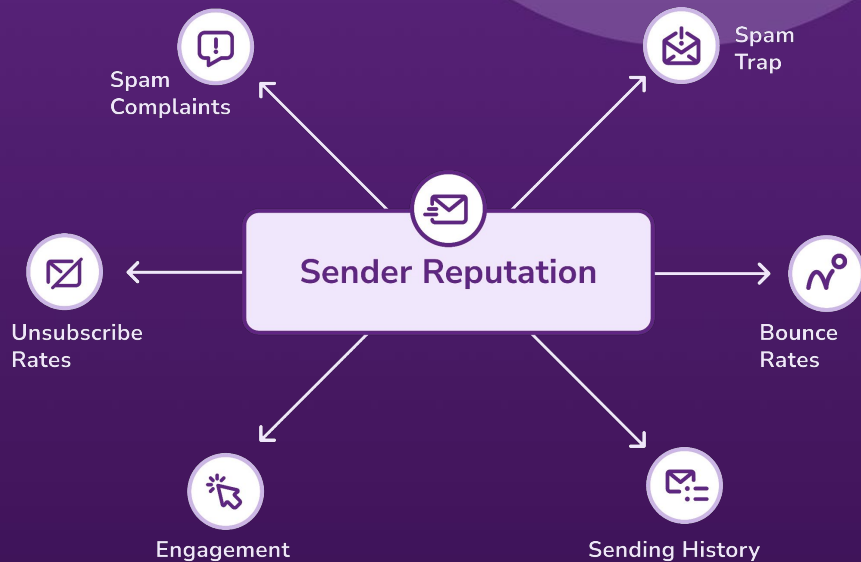 Spam
Complaints
Spam
Trap
Sender Reputation
Unsubscribe
Rates
Bounce
Rates
Engagement
Sending History